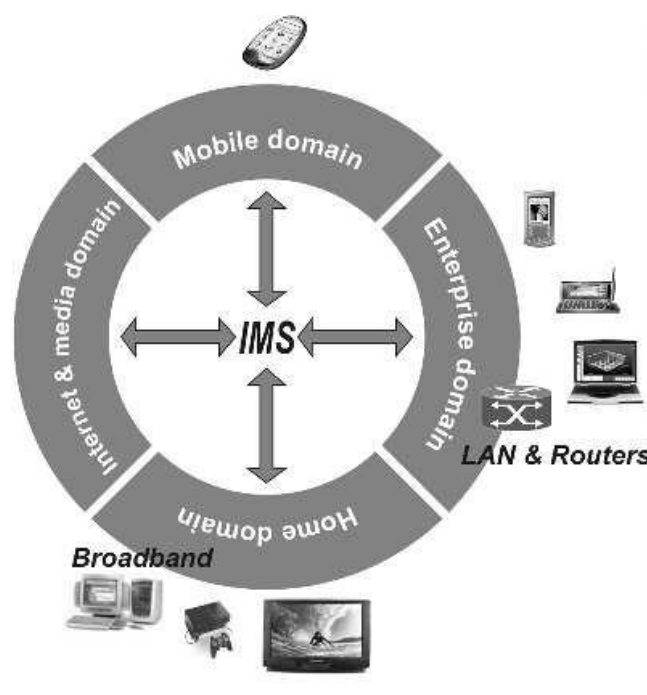 Mobile domain
Internet & media domain
IMS
Enterprise domain
LAN & Routers
Home domain
Broadband